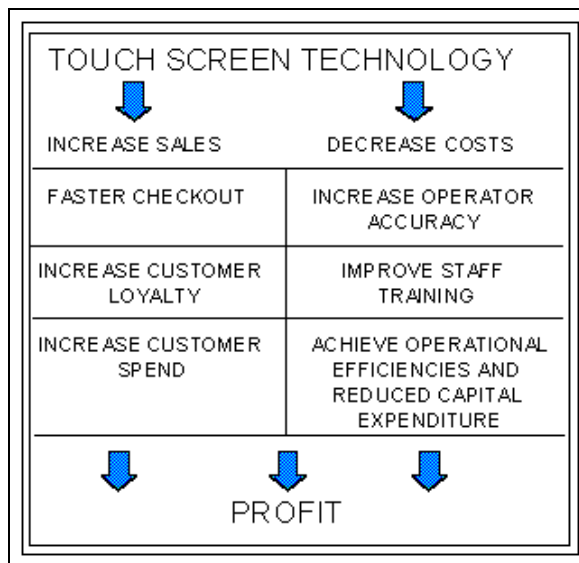 TOUCH SCREEN TECHNOLOGY
INCREASE SALES
DECREASE COSTS
FASTER CHECKOUT
INCREASE OPERATOR
ACCURACY
INCREASE CUSTOMER
LOYALTY
IMPROVE STAFF
TRAINING
INCREASE CUSTOMER
SPEND
ACHIEVE OPERATIONAL
EFFICIENCIES AND
REDUCED CAPITAL
EXPENDITURE
PROFIT